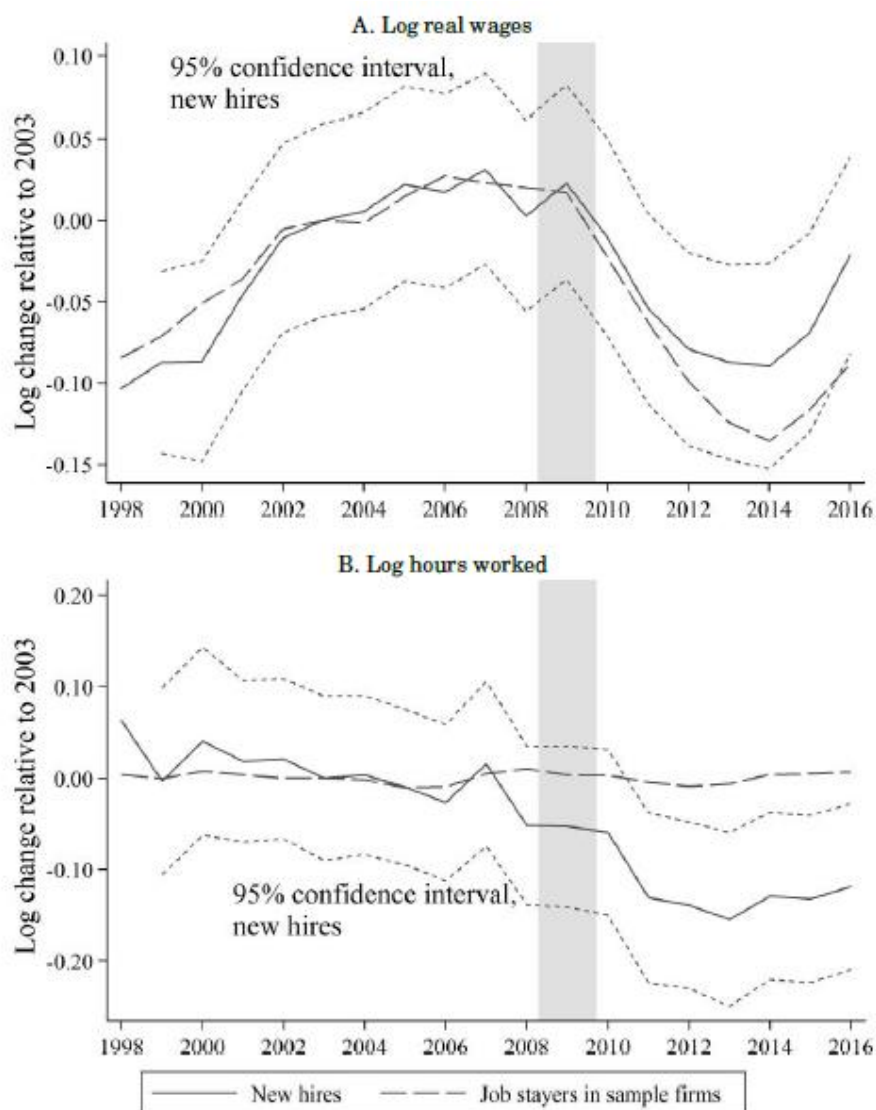 A. Log real wages
Log change relative to 2003
95% confidence interval,
new hires
0.10
0.05
0.00
-0.05
-0.10
-0.15
1998 2000 2002 2004 2006 2008 2010 2012 2014 2016
B. Log hours worked
Log change relative to 2003
0.20
0.10
0.00
-0.10
-0.20
95% confidence interval,
new hires
1998 2000 2002 2004 2006 2008 2010 2012 2014 2016
New hires Job stayers in sample firms